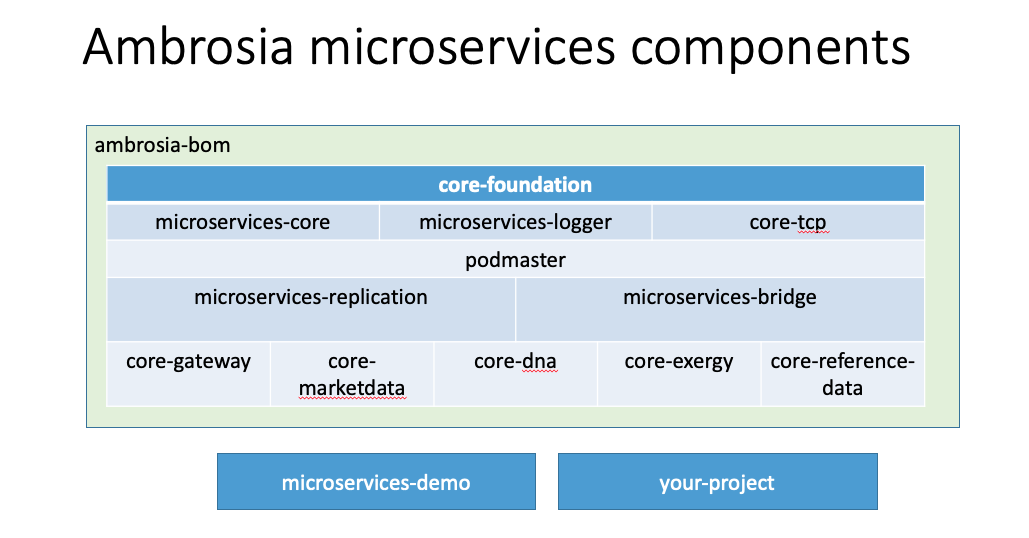 Ambrosia microservices components
ambrosia-bom
core-foundation
microservices-core
microservices-logger
core-tcp
podmaster
microservices-replication
microservices-bridge
core-gateway
core-
marketdata
core-dna
core-exergy
core-reference-
data
microservices-demo
your-project